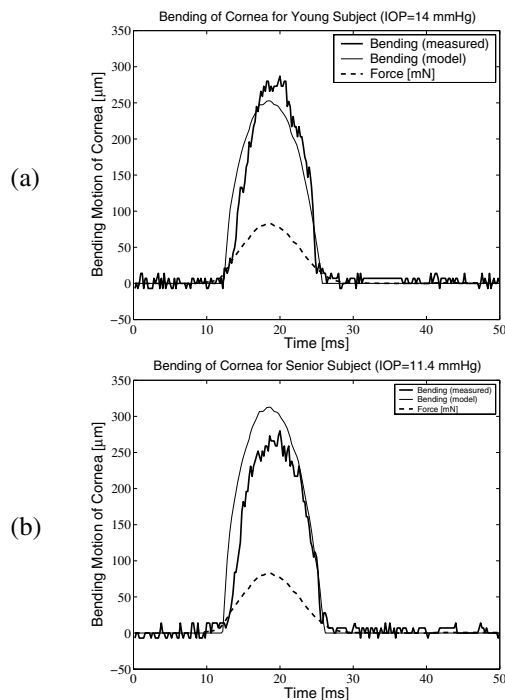 Bending of Cornea for Young Subject (IOP=14 mmHg)
350
300
250
200
150
100
50
0
−50
Bending Motion of Cornea [µm]
Bending (measured)
Bending (model)
Force [mN]
(a)
0 10 20 30 40 50
Time [ms]
Bending of Cornea for Senior Subject (IOP=11.4 mmHg)
350
300
250
200
150
100
50
0
−50
Bending Motion of Cornea [µm]
Bending (measured)
Bending (model)
Force [mN]
(b)
0 10 20 30 40 50
Time [ms]